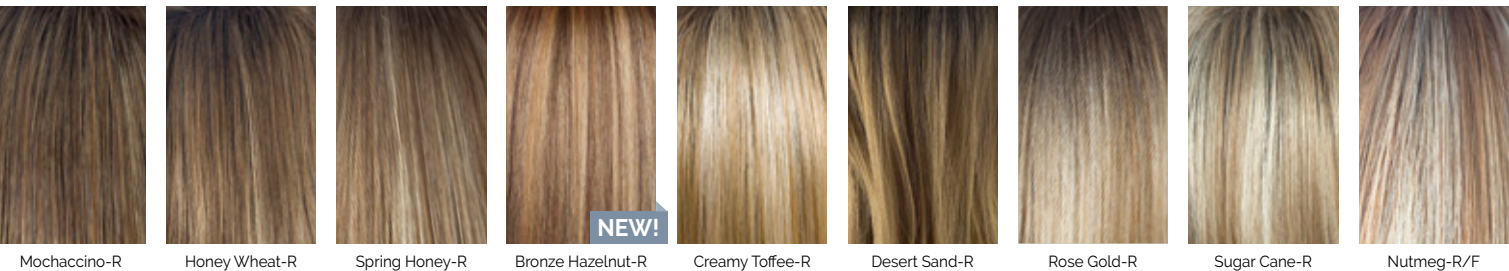 NEW!
Mochaccino-R
Honey Wheat-R
Spring Honey-R
Bronze Hazelnut-R
Creamy Toffee-R
Desert Sand-R
Rose Gold-R
Sugar Cane-R
Nutmeg-R/F